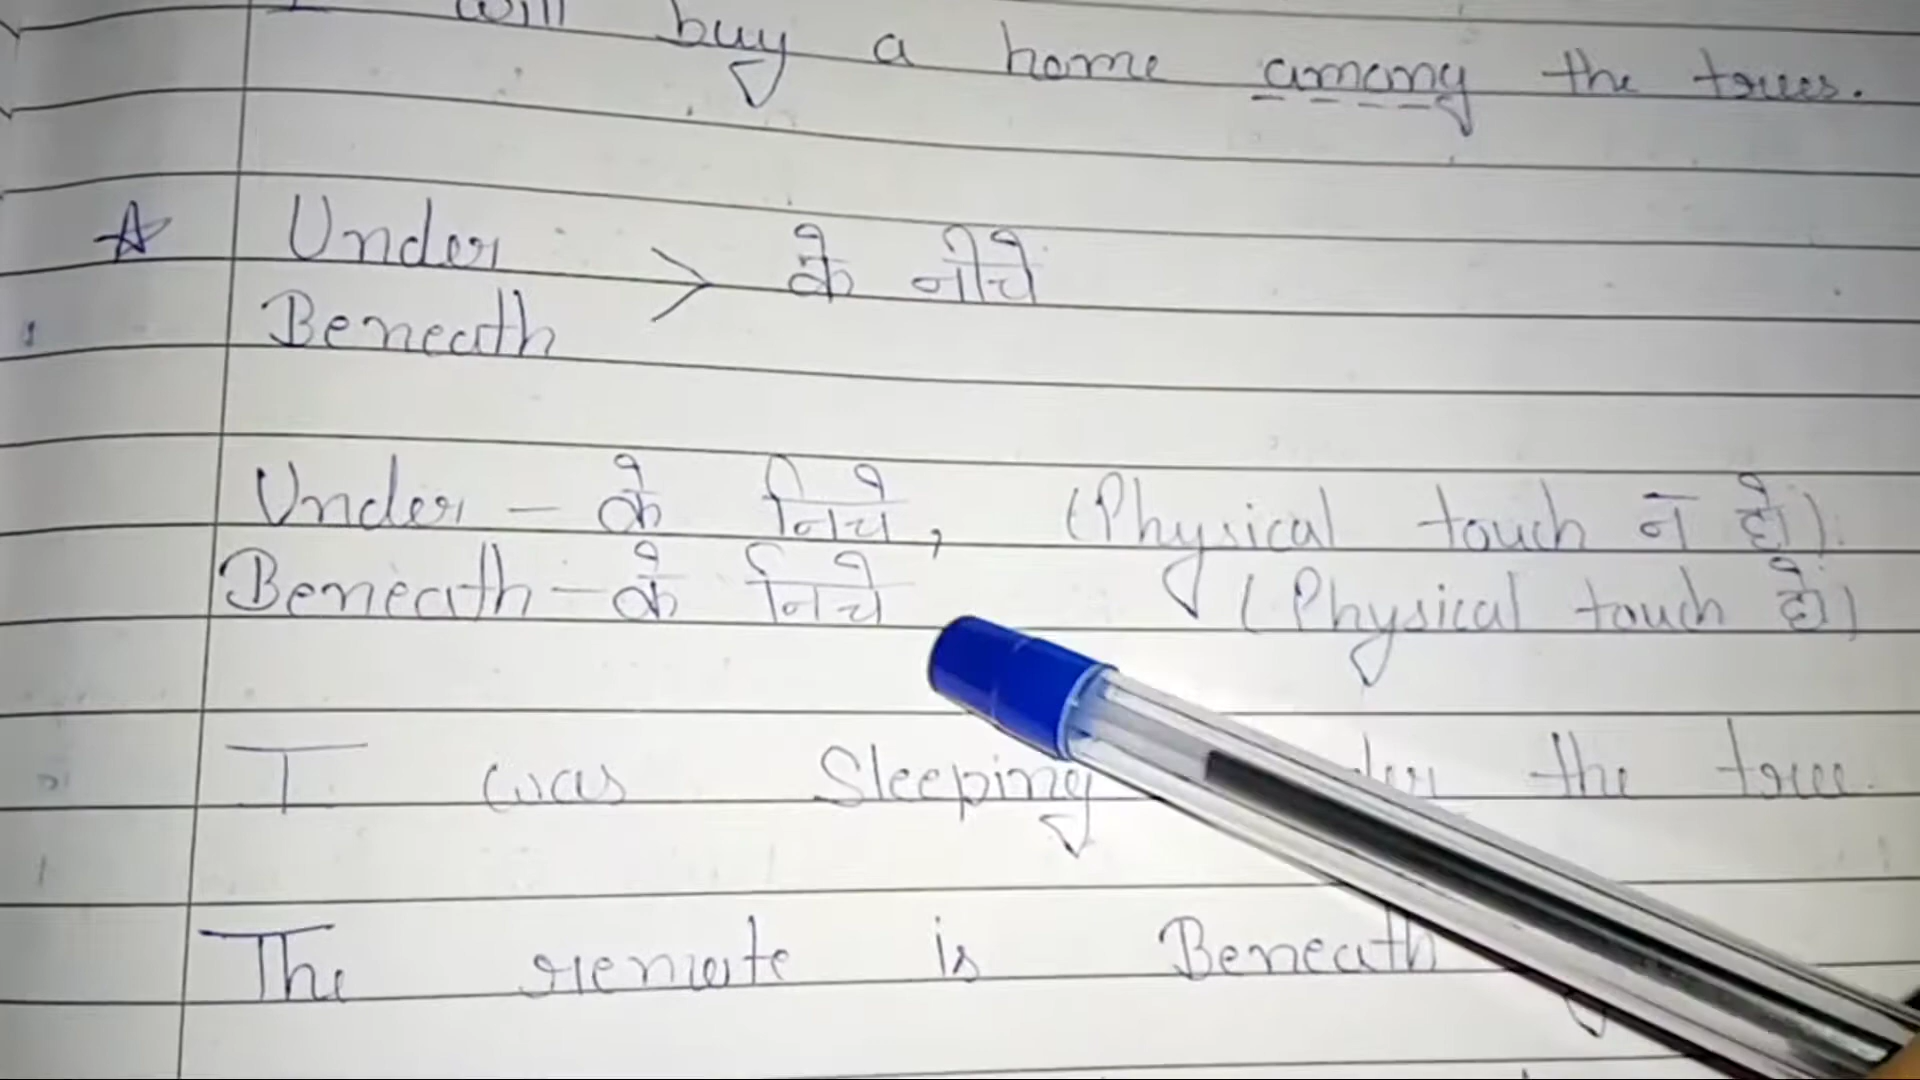 will buy a home among the trees.
Under
के नीचे
Beneath
Under - के निचे, (Physical touch न हो).
Beneath - के निचे (Physical touch हो)
I was Sleeping the tree.
The remote is Beneath